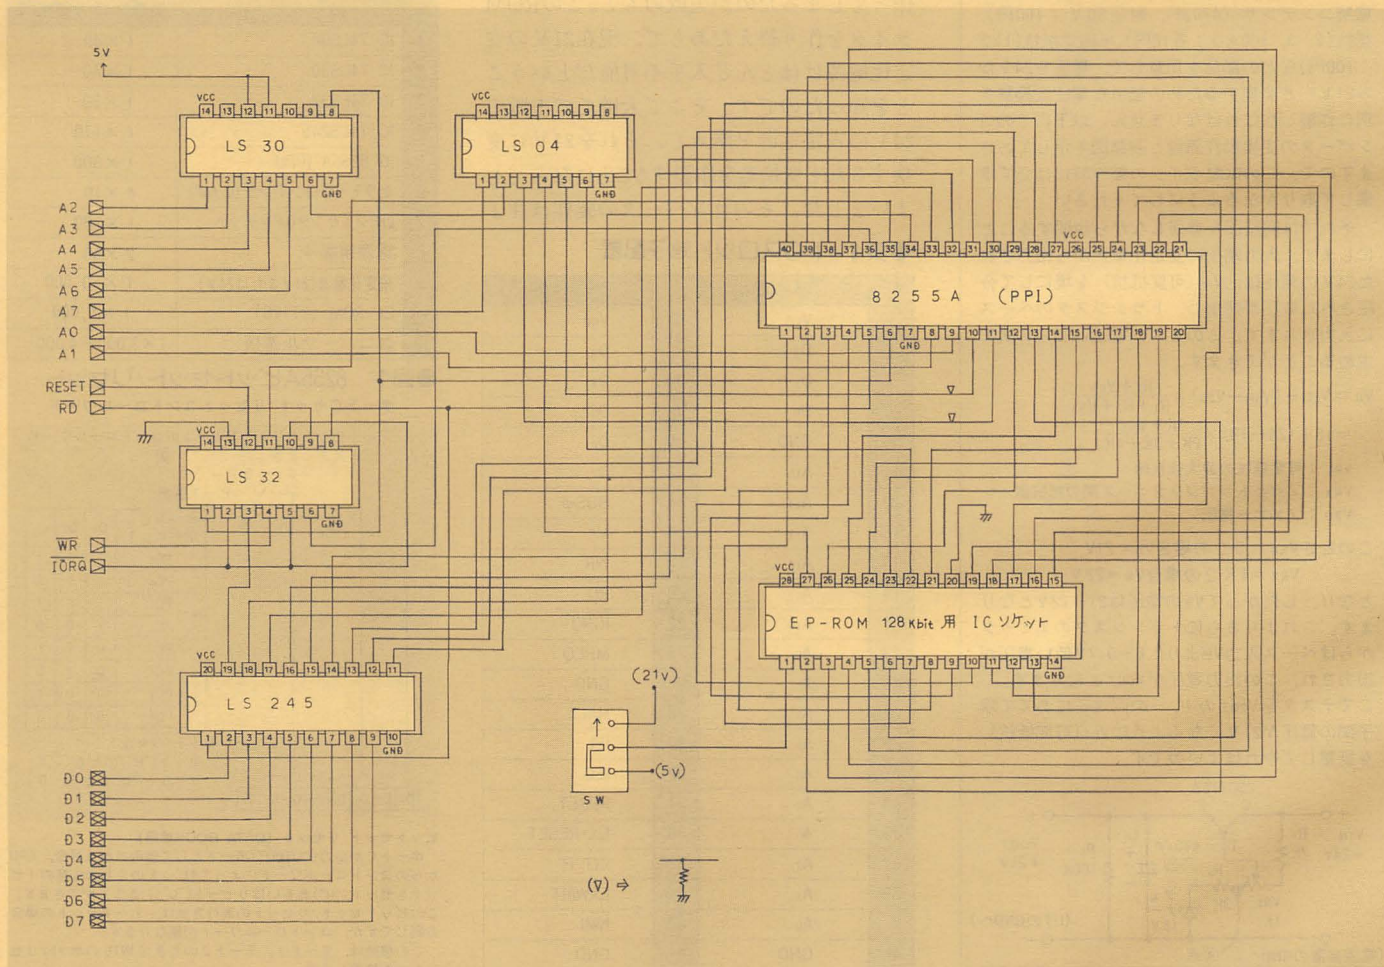 5V
VCC
14 13 12 11 10 9 8
LS 30
1 2 3 4 5 6 7
GND
VCC
14 13 12 11 10 9 8
LS 04
1 2 3 4 5 6 7
GND
A2
A3
A4
A5
A6
A7
A0
A1
RESET
R̅D̅
VCC
40 39 38 37 36 35 34 33 32 31 30 29 28 27 26 25 24 23 22 21
8255A (PPI)
1 2 3 4 5 6 7 8 9 10 11 12 13 14 15 16 17 18 19 20
GND
∇
∇
VCC
14 13 12 11 10 9 8
LS 32
1 2 3 4 5 6 7
GND
W̅R̅
I̅O̅R̅Q̅
VCC
28 27 26 25 24 23 22 21 20 19 18 17 16 15
EP-ROM 128Kbit用 ICソケット
1 2 3 4 5 6 7 8 9 10 11 12 13 14
GND
VCC
20 19 18 17 16 15 14 13 12 11
LS 245
1 2 3 4 5 6 7 8 9 10
GND
(21V)
↑
(5V)
SW
D0
D1
D2
D3
D4
D5
D6
D7
(∇) ⇒